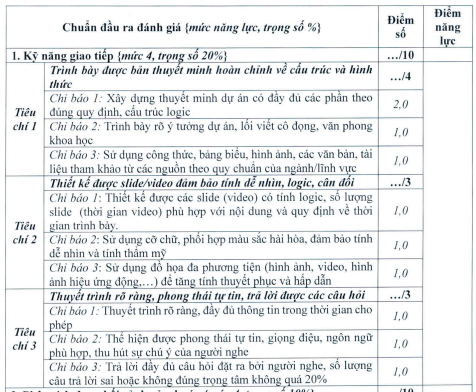 Chuẩn đầu ra đánh giá {mức năng lực, trọng số %}
Điểm số
Điểm năng lực
1. Kỹ năng giao tiếp {mức 4, trọng số 20%}
…/10
Tiêu chí 1
Trình bày được bản thuyết minh hoàn chỉnh về cấu trúc và hình
thức
…/4
Chỉ báo 1: Xây dựng thuyết minh dự án có đầy đủ các phần theo
đúng quy định, cấu trúc logic
2,0
Chỉ báo 2: Trình bày rõ ý tưởng dự án, lối viết cô đọng, văn phong
khoa học
1,0
Chỉ báo 3: Sử dụng công thức, bảng biểu, hình ảnh, các văn bản, tài
liệu tham khảo từ các nguồn theo quy chuẩn của ngành/lĩnh vực
1,0
Tiêu chí 2
Thiết kế được slide/video đảm bảo tính dễ nhìn, logic, cân đối
…/3
Chỉ báo 1: Thiết kế được các slide (video) có tính logic, số lượng
slide (thời gian video) phù hợp với nội dung và quy định về thời
gian trình bày.
1,0
Chỉ báo 2: Sử dụng cỡ chữ, phối hợp màu sắc hài hòa, đảm bảo tính
dễ nhìn và tính thẩm mỹ
1,0
Chỉ báo 3: Sử dụng đồ họa đa phương tiện (hình ảnh, video, hình
ảnh hiệu ứng động,…) để tăng tính thuyết phục và hấp dẫn
1,0
Tiêu chí 3
Thuyết trình rõ ràng, phong thái tự tin, trả lời được các câu hỏi
…/3
Chỉ báo 1: Thuyết trình rõ ràng, đầy đủ thông tin trong thời gian cho
phép
1,0
Chỉ báo 2: Thể hiện được phong thái tự tin, giọng điệu, ngôn ngữ
phù hợp, thu hút sự chú ý của người nghe
1,0
Chỉ báo 3: Trả lời đầy đủ câu hỏi đặt ra bởi người nghe, số lượng
câu trả lời sai hoặc không đúng trọng tâm không quá 20%
1,0